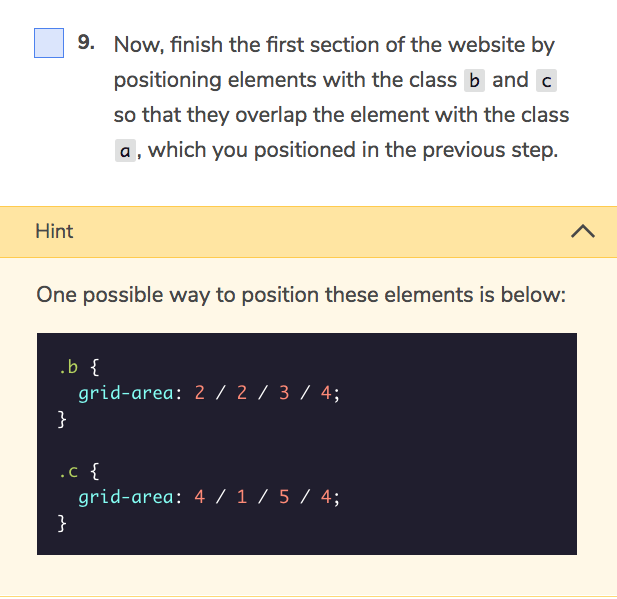 9. Now, finish the first section of the website by
positioning elements with the class b and c
so that they overlap the element with the class
a, which you positioned in the previous step.
Hint
One possible way to position these elements is below:
.b {
  grid-area: 2 / 2 / 3 / 4;
}
.c {
  grid-area: 4 / 1 / 5 / 4;
}